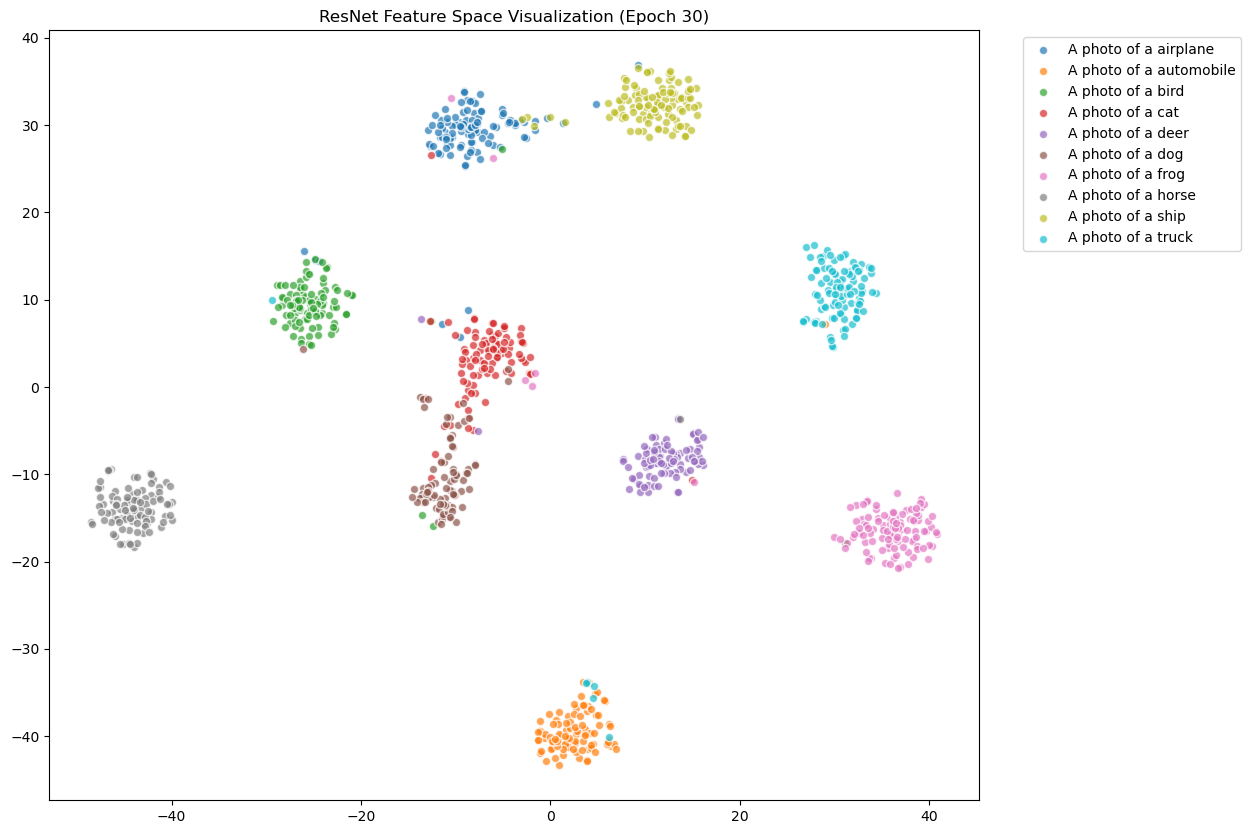 ResNet Feature Space Visualization (Epoch 30)
40
30
20
10
0
−10
−20
−30
−40
−40
−20
0
20
40
A photo of a airplane
A photo of a automobile
A photo of a bird
A photo of a cat
A photo of a deer
A photo of a dog
A photo of a frog
A photo of a horse
A photo of a ship
A photo of a truck